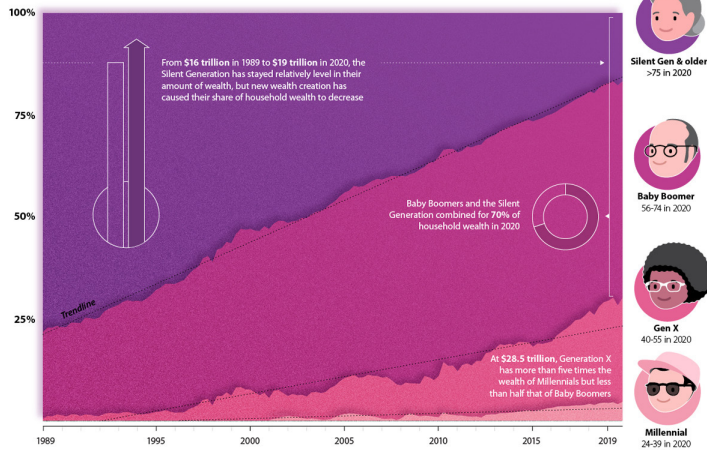 100%
75%
50%
25%
From $16 trillion in 1989 to $19 trillion in 2020, the
Silent Generation has stayed relatively level in their
amount of wealth, but new wealth creation has
caused their share of household wealth to decrease
Trendline
Baby Boomers and the Silent
Generation combined for 70% of
household wealth in 2020
At $28.5 trillion, Generation X
has more than five times the
wealth of Millennials but less
than half that of Baby Boomers
1989
1995
2000
2005
2010
2015
2019
Silent Gen & older
>75 in 2020
Baby Boomer
56-74 in 2020
Gen X
40-55 in 2020
Millennial
24-39 in 2020